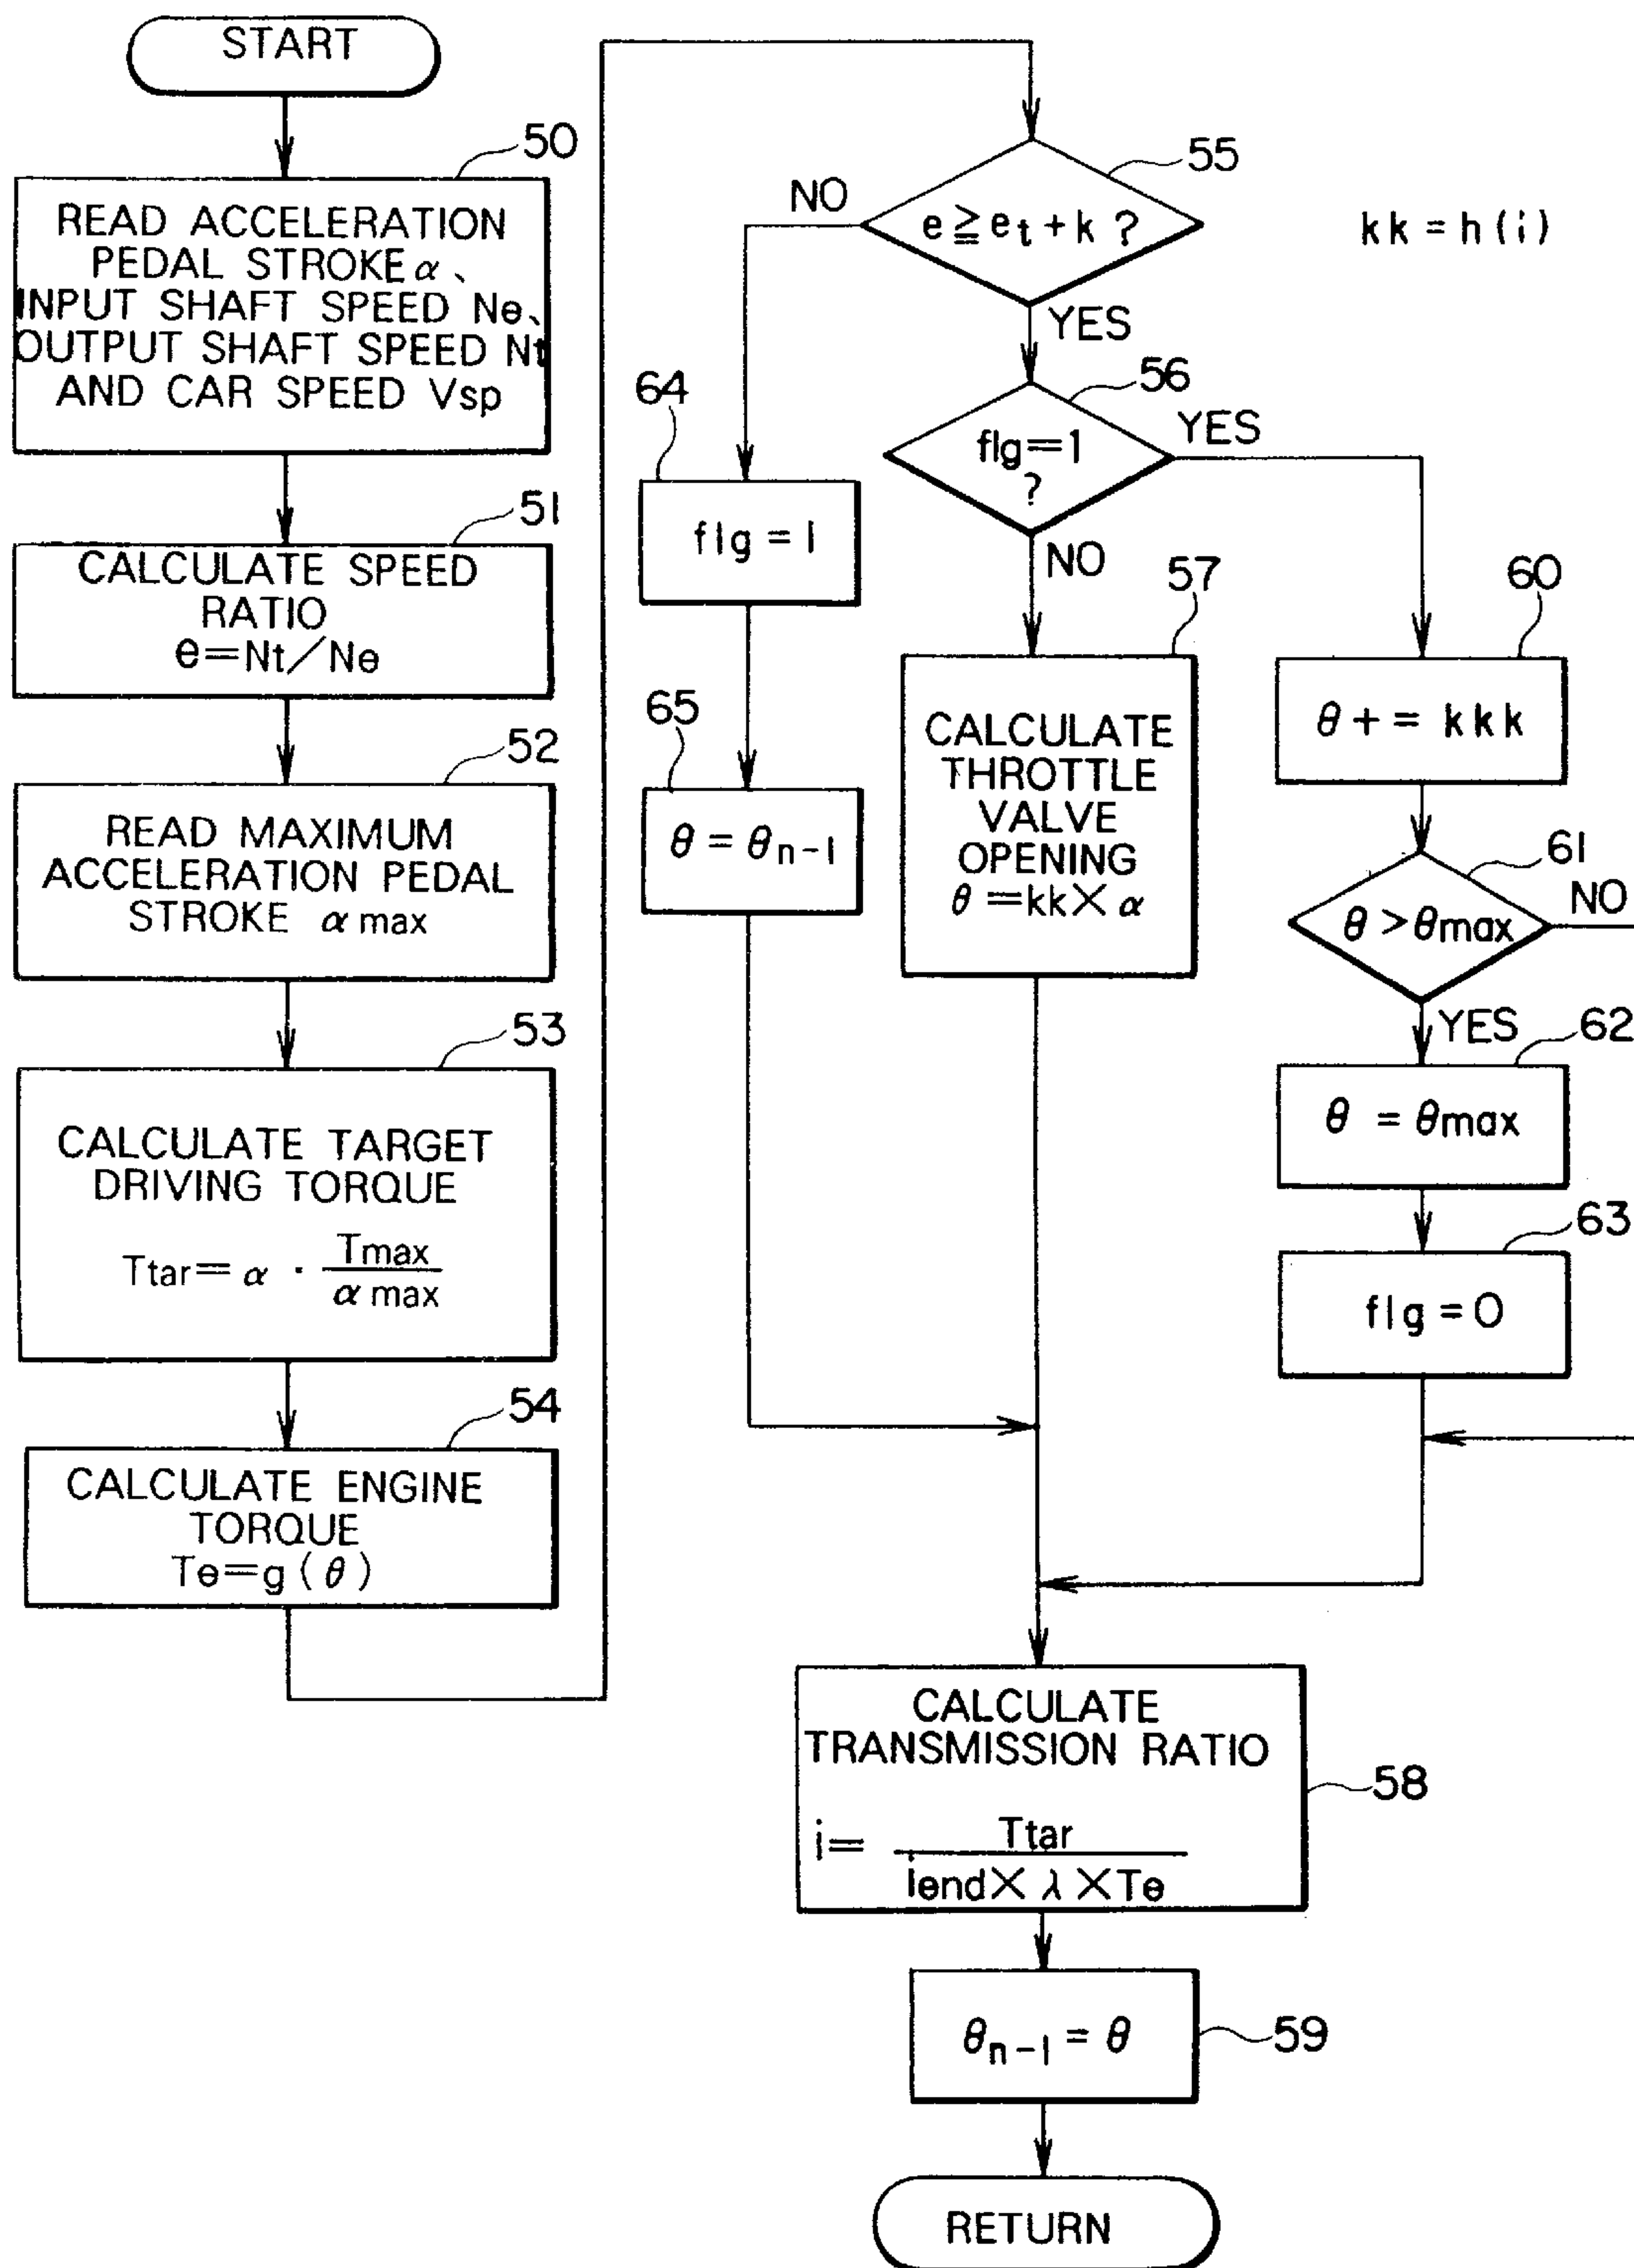 START
50
READ ACCELERATION
PEDAL STROKE α、
INPUT SHAFT SPEED Ne、
OUTPUT SHAFT SPEED Nt
AND CAR SPEED Vsp
51
CALCULATE SPEED
RATIO
e=Nt/Ne
52
READ MAXIMUM
ACCELERATION PEDAL
STROKE α max
53
CALCULATE TARGET
DRIVING TORQUE
Ttar= α · Tmax / α max
54
CALCULATE ENGINE
TORQUE
Te=g(θ)
55
NO
e ≧ et + k ?
kk = h(i)
YES
56
flg=1
?
YES
NO
64
flg = 1
65
θ = θn-1
57
CALCULATE
THROTTLE
VALVE
OPENING
θ =kk× α
60
θ += kkk
61
θ > θmax
NO
YES
62
θ = θmax
63
flg = 0
CALCULATE
TRANSMISSION RATIO
58
i= Ttar / iend× λ ×Te
θn-1 = θ
59
RETURN